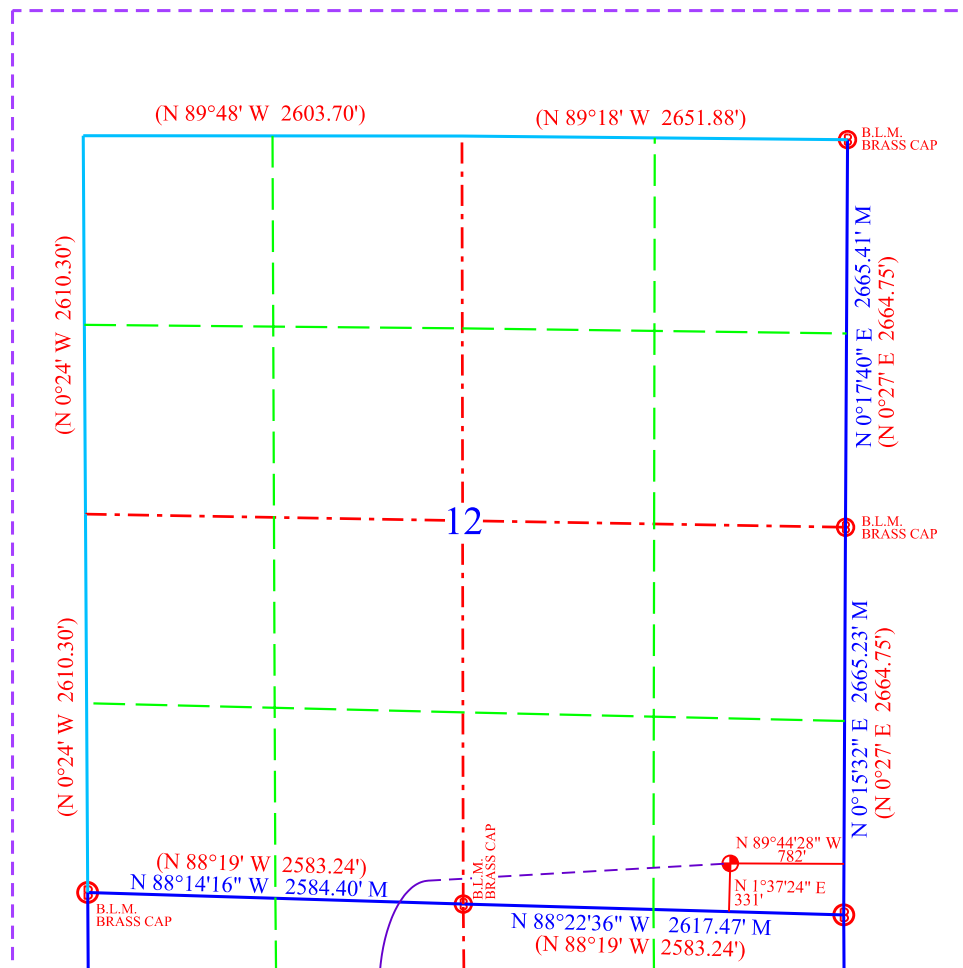 (N 89°48' W 2603.70')
(N 89°18' W 2651.88')
B.L.M.
BRASS CAP
(N 0°24' W 2610.30')
N 0°17'40" E 2665.41' M
(N 0°27' E 2664.75')
12
B.L.M.
BRASS CAP
(N 0°24' W 2610.30')
N 0°15'32" E 2665.23' M
(N 0°27' E 2664.75')
N 89°44'28" W
782'
(N 88°19' W 2583.24')
N 88°14'16" W 2584.40' M
B.L.M.
BRASS CAP
N 1°37'24" E
331'
B.L.M.
BRASS CAP
N 88°22'36" W 2617.47' M
(N 88°19' W 2583.24')